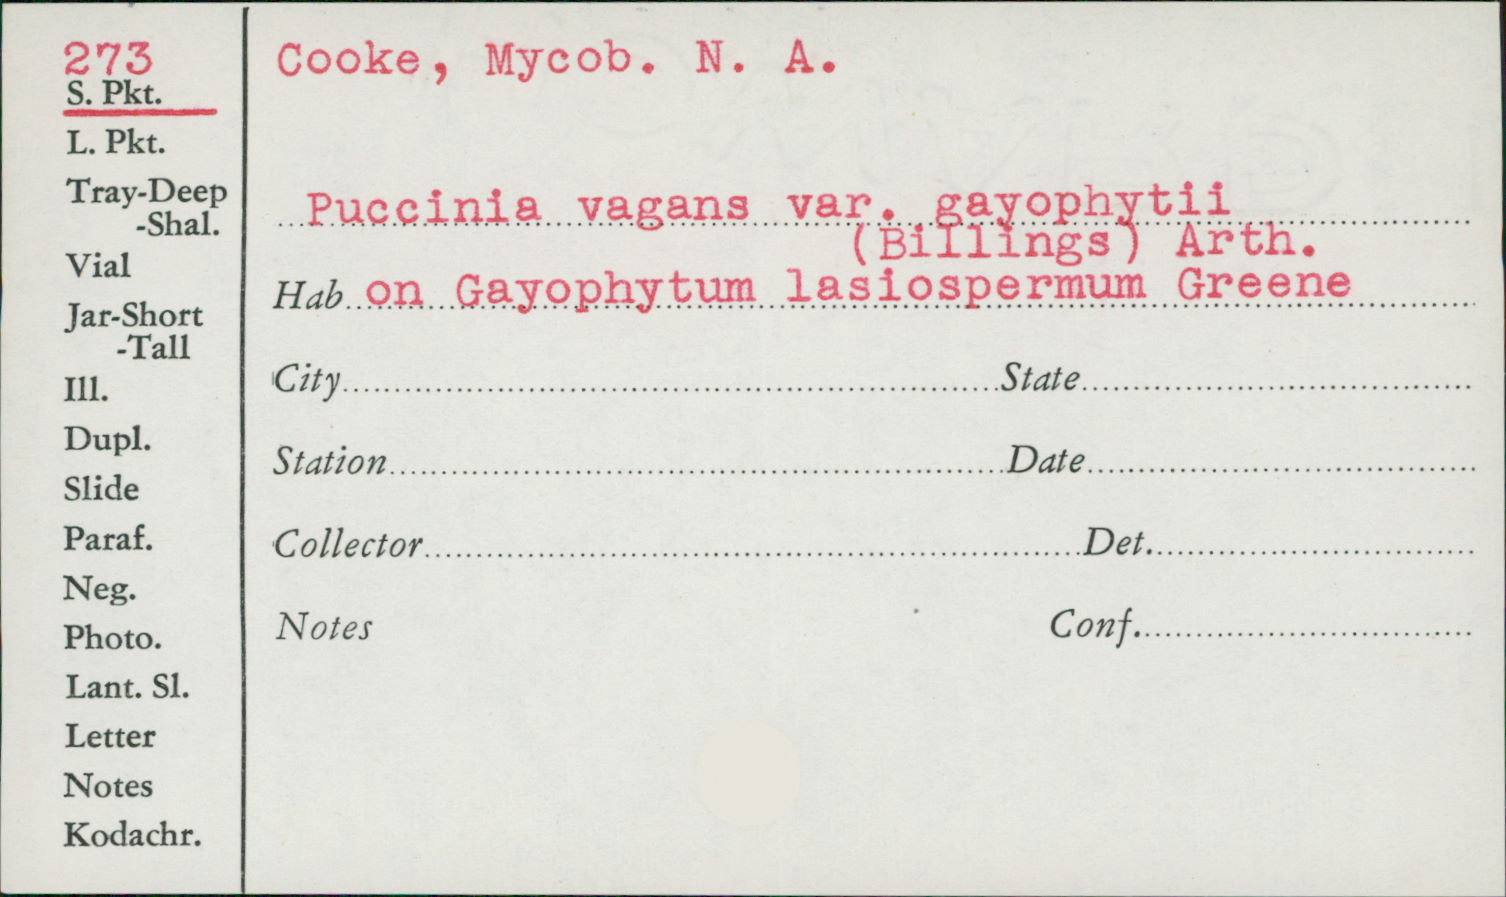 273
S. Pkt.
L. Pkt.
Tray-Deep
-Shal.
Vial
Jar-Short
-Tall
Ill.
Dupl.
Slide
Paraf.
Neg.
Photo.
Lant. Sl.
Letter
Notes
Kodachr.
Cooke, Mycob. N. A.
Puccinia vagans var. gayophytii
(Billings) Arth.
Hab on Gayophytum lasiospermum Greene
City State
Station Date
Collector Det.
Notes Conf.